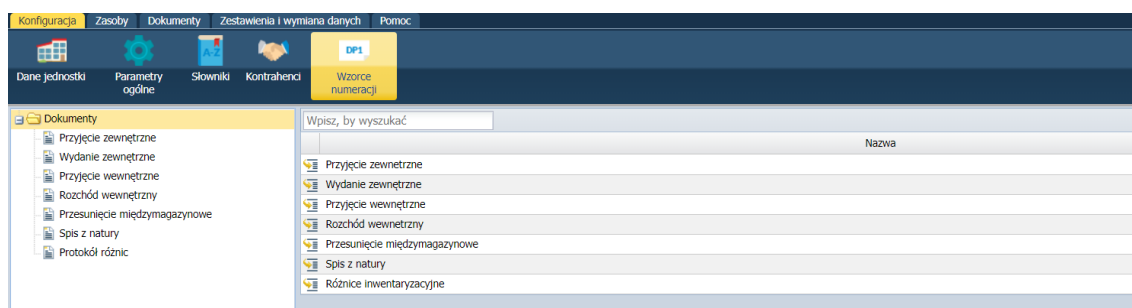 Konfiguracja Zasoby Dokumenty Zestawienia i wymiana danych Pomoc
A-Z DP1
Dane jednostki Parametry ogólne Słowniki Kontrahenci Wzorce numeracji
Dokumenty
Przyjęcie zewnętrzne
Wydanie zewnętrzne
Przyjęcie wewnętrzne
Rozchód wewnętrzny
Przesunięcie międzymagazynowe
Spis z natury
Protokół różnic
Wpisz, by wyszukać
Nazwa
Przyjęcie zewnetrzne
Wydanie zewnętrzne
Przyjęcie wewnętrzne
Rozchód wewnetrzny
Przesunięcie międzymagazynowe
Spis z natury
Różnice inwentaryzacyjne